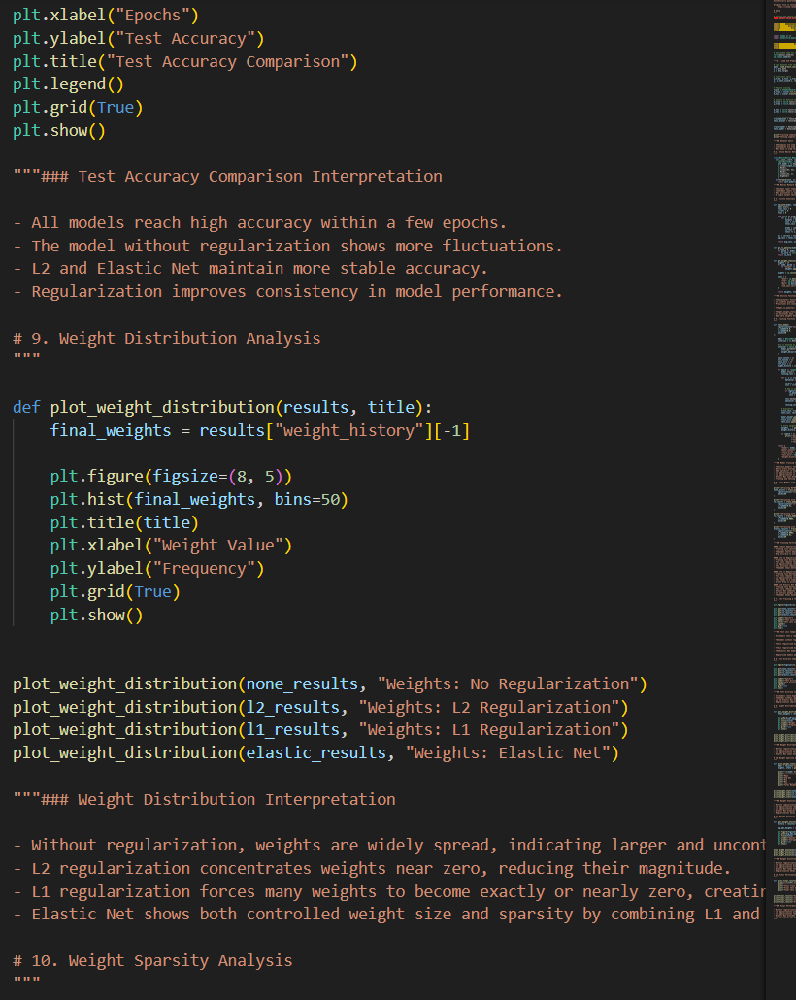 plt.xlabel("Epochs")
plt.ylabel("Test Accuracy")
plt.title("Test Accuracy Comparison")
plt.legend()
plt.grid(True)
plt.show()

"""### Test Accuracy Comparison Interpretation

- All models reach high accuracy within a few epochs.
- The model without regularization shows more fluctuations.
- L2 and Elastic Net maintain more stable accuracy.
- Regularization improves consistency in model performance.

# 9. Weight Distribution Analysis
"""

def plot_weight_distribution(results, title):
    final_weights = results["weight_history"][-1]

    plt.figure(figsize=(8, 5))
    plt.hist(final_weights, bins=50)
    plt.title(title)
    plt.xlabel("Weight Value")
    plt.ylabel("Frequency")
    plt.grid(True)
    plt.show()


plot_weight_distribution(none_results, "Weights: No Regularization")
plot_weight_distribution(l2_results, "Weights: L2 Regularization")
plot_weight_distribution(l1_results, "Weights: L1 Regularization")
plot_weight_distribution(elastic_results, "Weights: Elastic Net")

"""### Weight Distribution Interpretation

- Without regularization, weights are widely spread, indicating larger and uncont
- L2 regularization concentrates weights near zero, reducing their magnitude.
- L1 regularization forces many weights to become exactly or nearly zero, creatin
- Elastic Net shows both controlled weight size and sparsity by combining L1 and

# 10. Weight Sparsity Analysis
"""